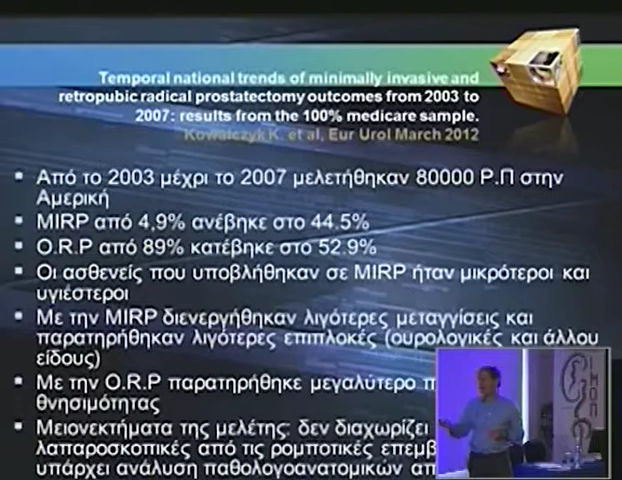 Temporal national trends of minimally invasive and
retropubic radical prostatectomy outcomes from 2003 to
2007: results from the 100% medicare sample.
Kowalczyk K. et al, Eur Urol March 2012
▪ Από το 2003 μέχρι το 2007 μελετήθηκαν 80000 Ρ.Π στην
Αμερική
▪ MIRP από 4,9% ανέβηκε στο 44.5%
▪ O.R.P από 89% κατέβηκε στο 52.9%
▪ Οι ασθενείς που υποβλήθηκαν σε MIRP ήταν μικρότεροι και
υγιέστεροι
▪ Με την MIRP διενεργήθηκαν λιγότερες μεταγγίσεις και
παρατηρήθηκαν λιγότερες επιπλοκές (ουρολογικές και άλλου
είδους)
▪ Με την O.R.P παρατηρήθηκε μεγαλύτερο π
θνησιμότητας
▪ Μειονεκτήματα της μελέτης: δεν διαχωρίζει
λαπαροσκοπικές από τις ρομποτικές επεμβ
υπάρχει ανάλυση παθολογοανατομικών απ